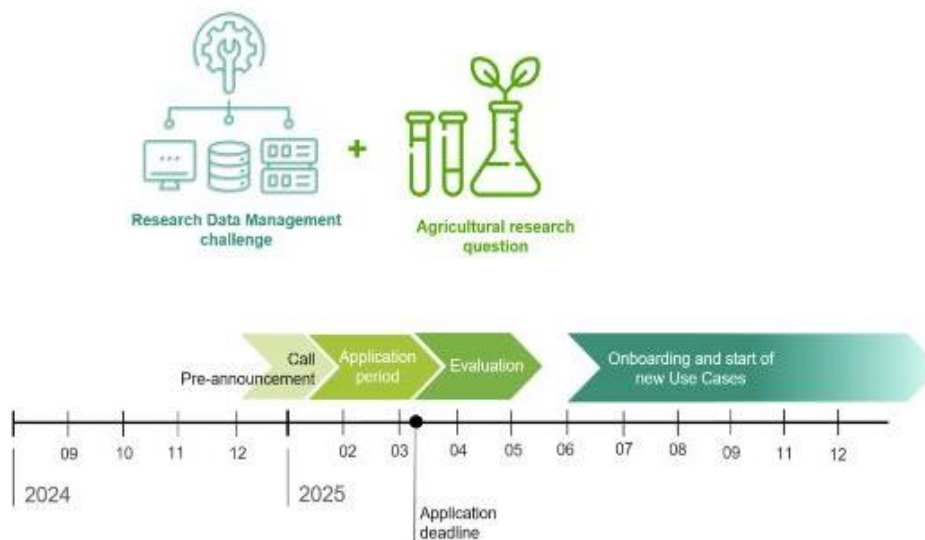 Research Data Management
challenge
+
Agricultural research
question
Call
Pre-announcement
Application
period
Evaluation
Onboarding and start of
new Use Cases
09
10
11
12
02
03
04
05
06
07
08
09
11
12
2024
2025
Application
deadline